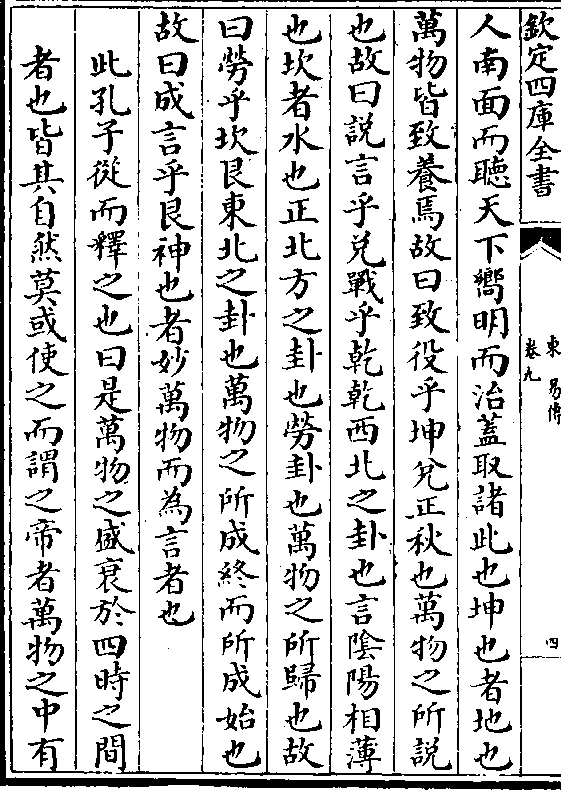 欽定四庫全書
東易傳
卷九
四
人南面而聽天下嚮明而治蓋取諸此也坤也者地也
萬物皆致養焉故曰致役乎坤兌正秋也萬物之所説
也故曰説言乎兌戰乎乾乾西北之卦也言陰陽相薄
也坎者水也正北方之卦也勞卦也萬物之所歸也故
曰勞乎坎艮東北之卦也萬物之所成終而所成始也
故曰成言乎艮神也者妙萬物而為言者也
此孔子從而釋之也曰是萬物之盛衰於四時之間
者也皆其自然莫或使之而謂之帝者萬物之中有